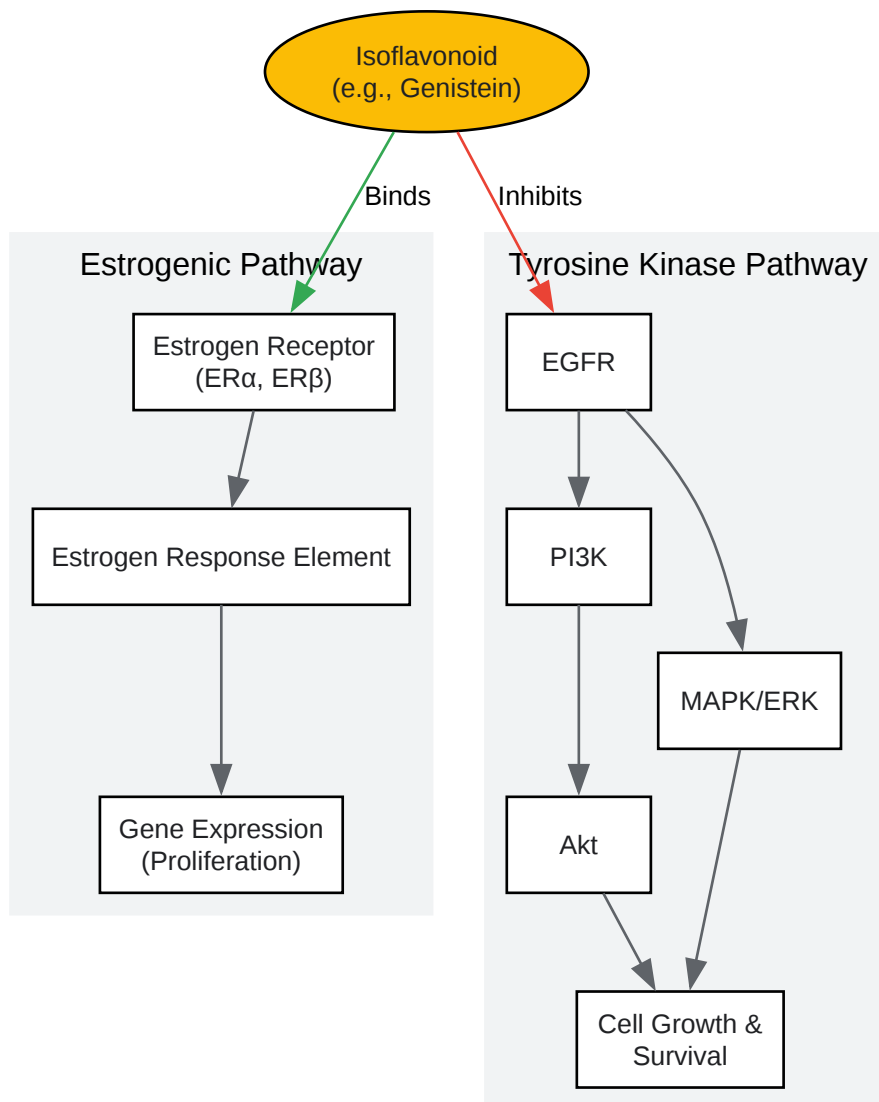 Isoflavonoid
(e.g., Genistein)
Binds
Inhibits
Estrogenic Pathway
Tyrosine Kinase Pathway
Estrogen Receptor
(ERα, ERβ)
EGFR
Estrogen Response Element
PI3K
MAPK/ERK
Gene Expression
(Proliferation)
Akt
Cell Growth &
Survival